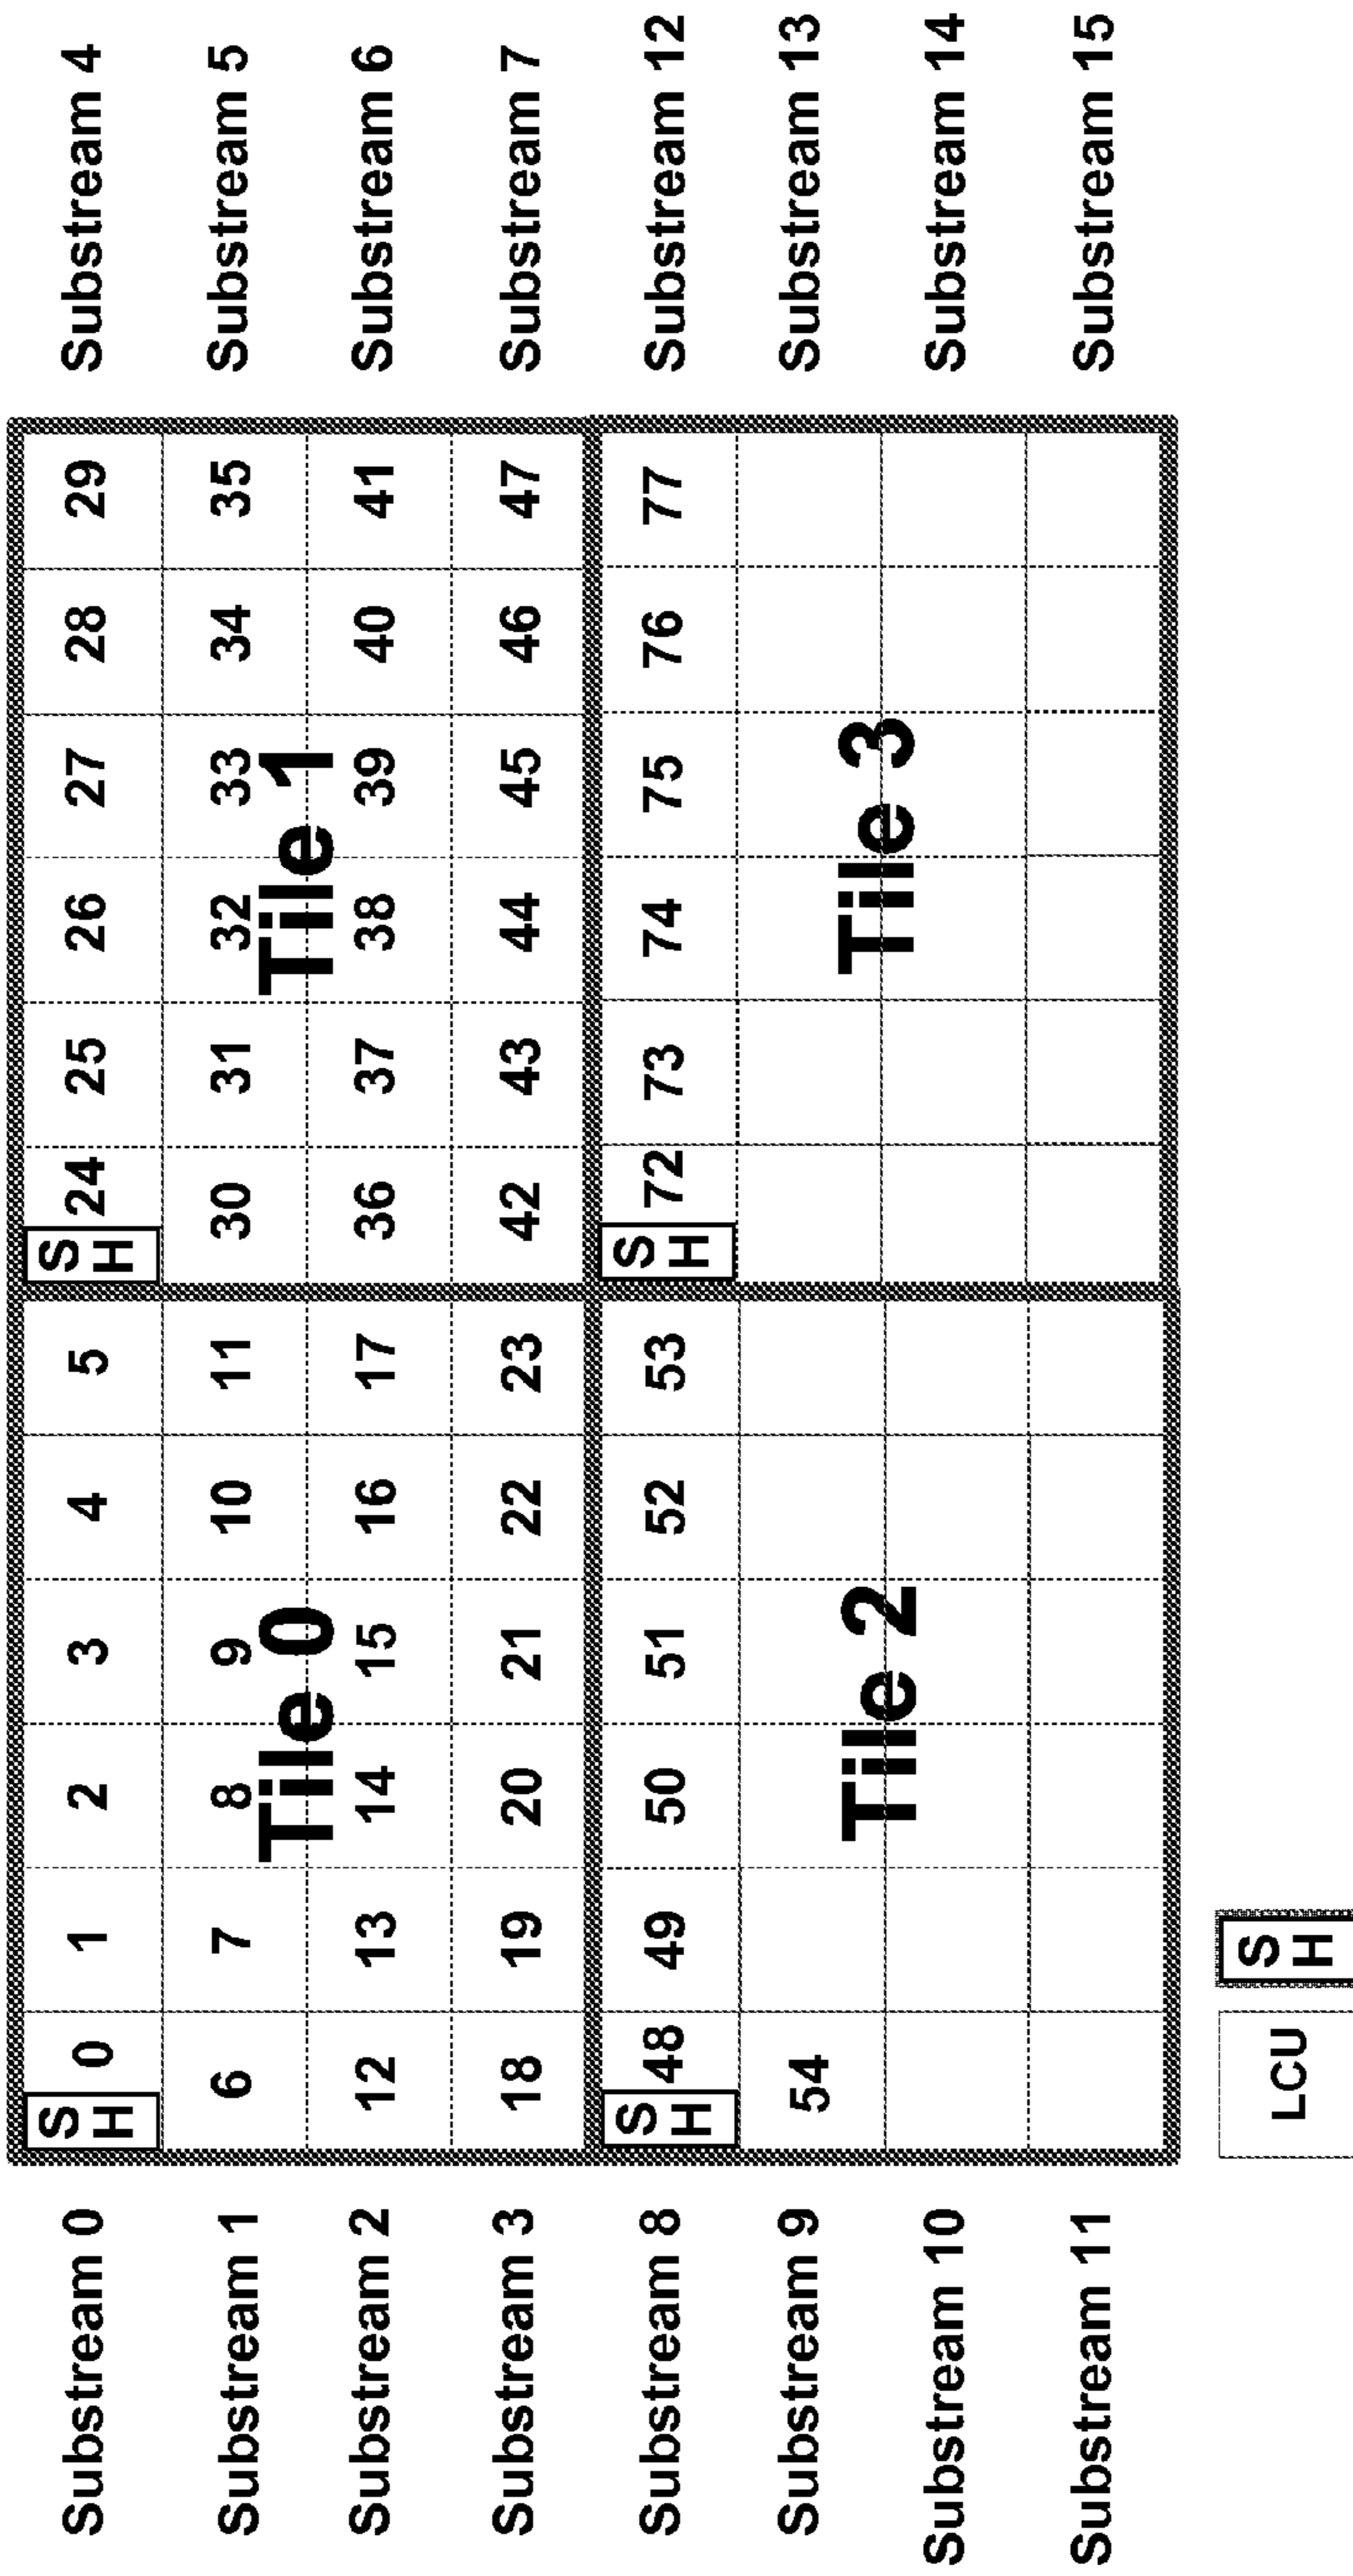 Substream 0 SH 0 1 2 3 4 5 SH 24 25 26 27 28 29 Substream 4
Substream 1 6 7 8 9 10 11 30 31 32 33 34 35 Substream 5
Tile 0 Tile 1
Substream 2 12 13 14 15 16 17 36 37 38 39 40 41 Substream 6
Substream 3 18 19 20 21 22 23 42 43 44 45 46 47 Substream 7
Substream 8 SH 48 49 50 51 52 53 SH 72 73 74 75 76 77 Substream 12
Substream 9 54 Substream 13
Tile 2 Tile 3
Substream 10 Substream 14
Substream 11 Substream 15
LCU SH